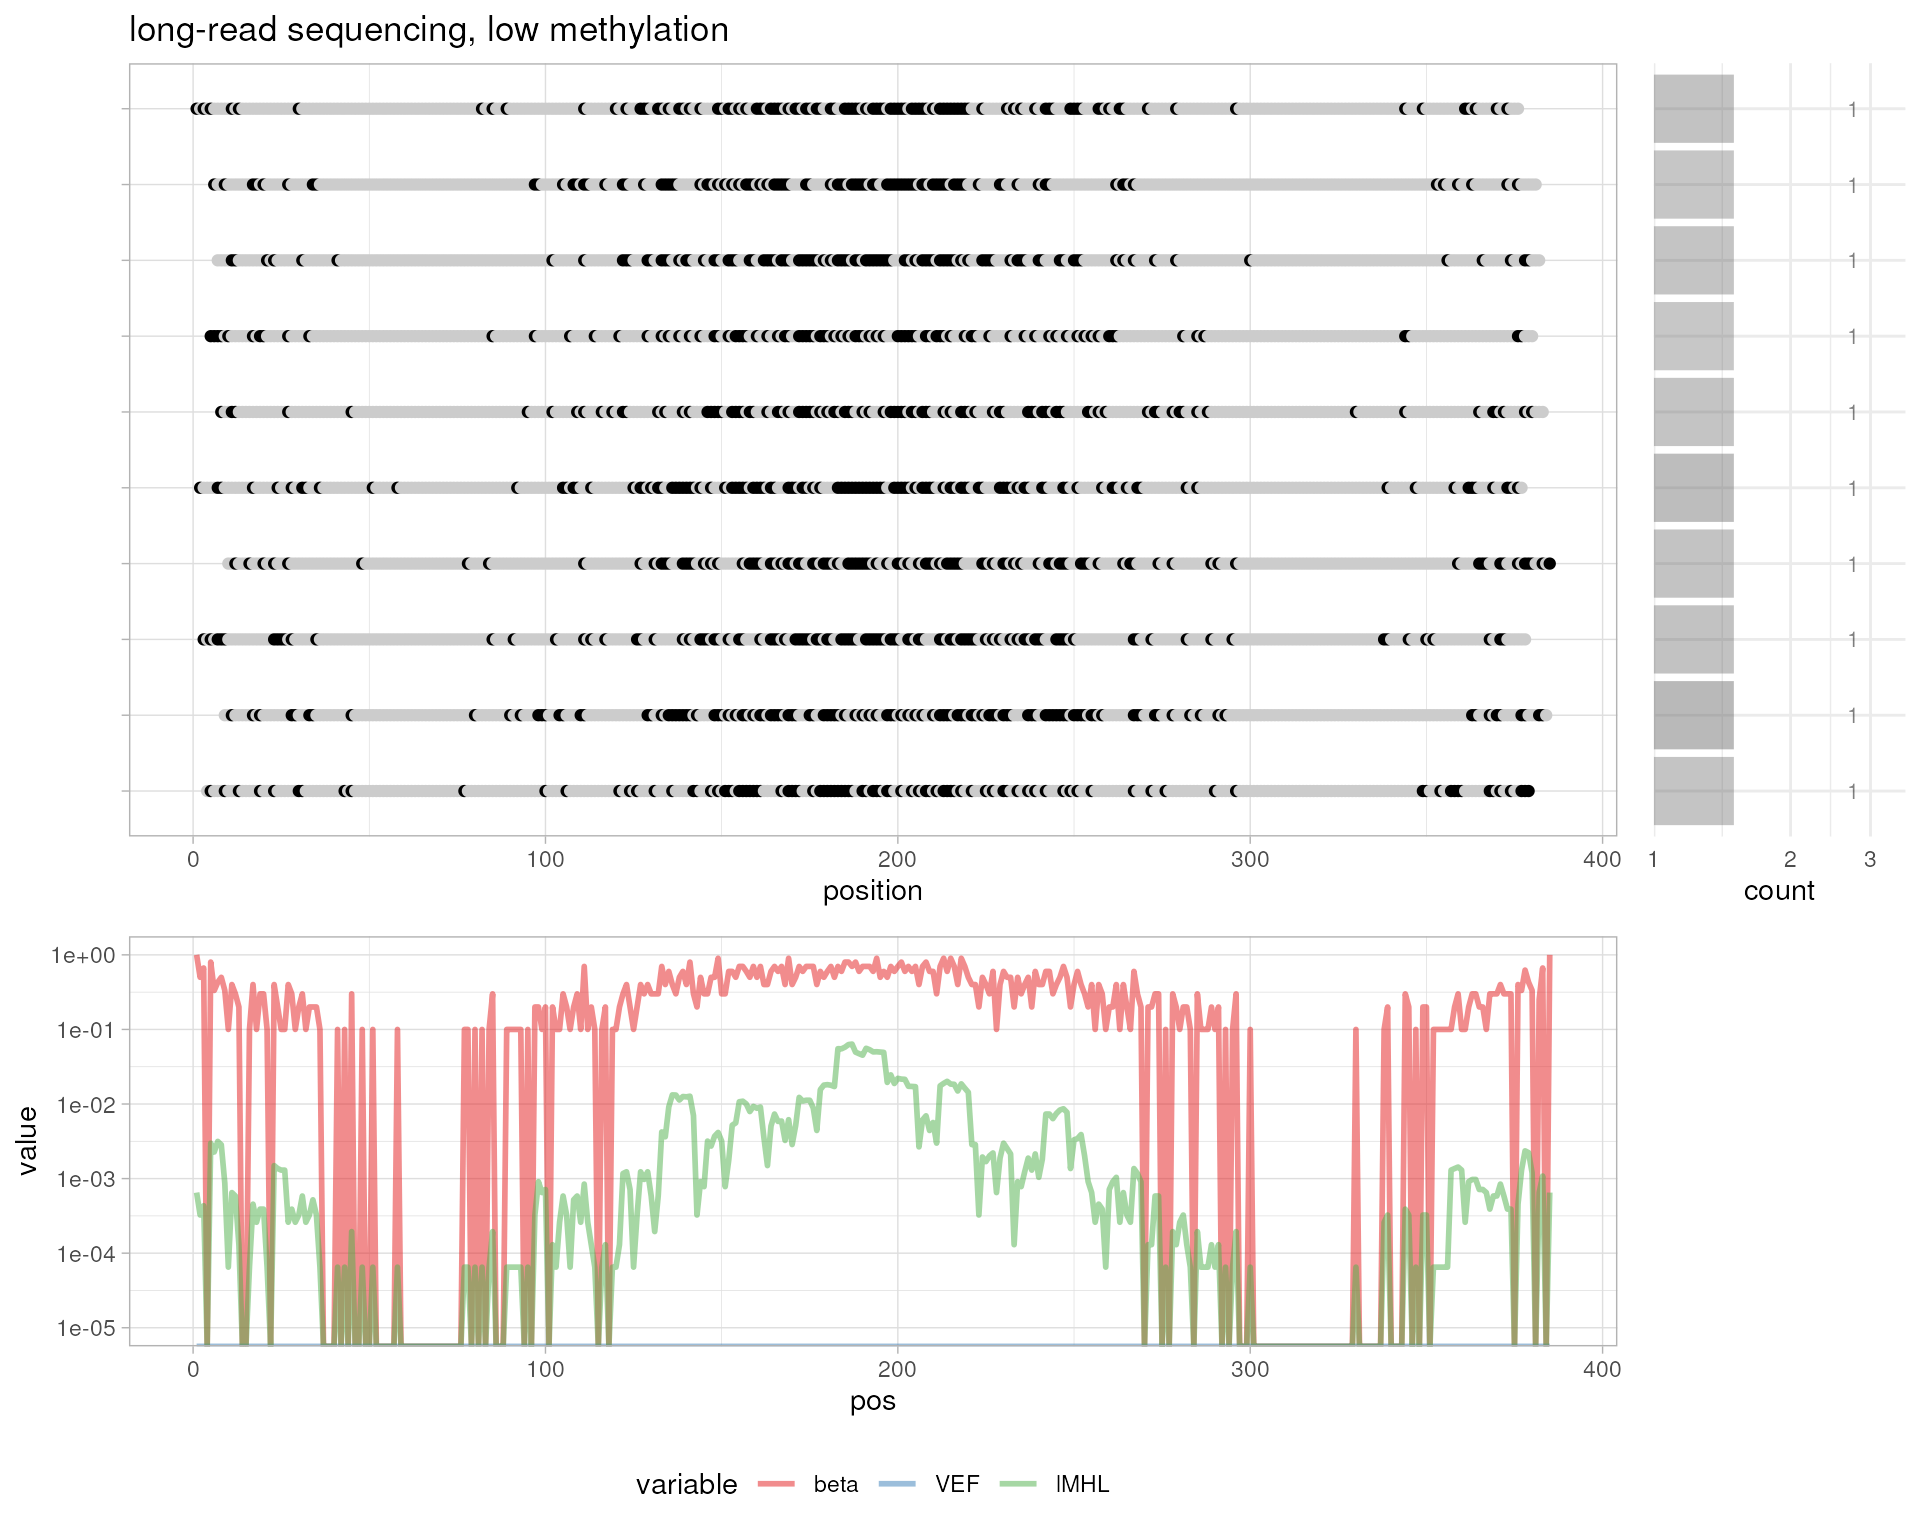 long-read sequencing, low methylation
1
1
1
1
1
1
1
1
1
1
0 100 200 300 400 1 2 3
position count
1e+00
1e-01
1e-02
1e-03
1e-04
1e-05
value
0 100 200 300 400
pos
variable beta VEF lMHL